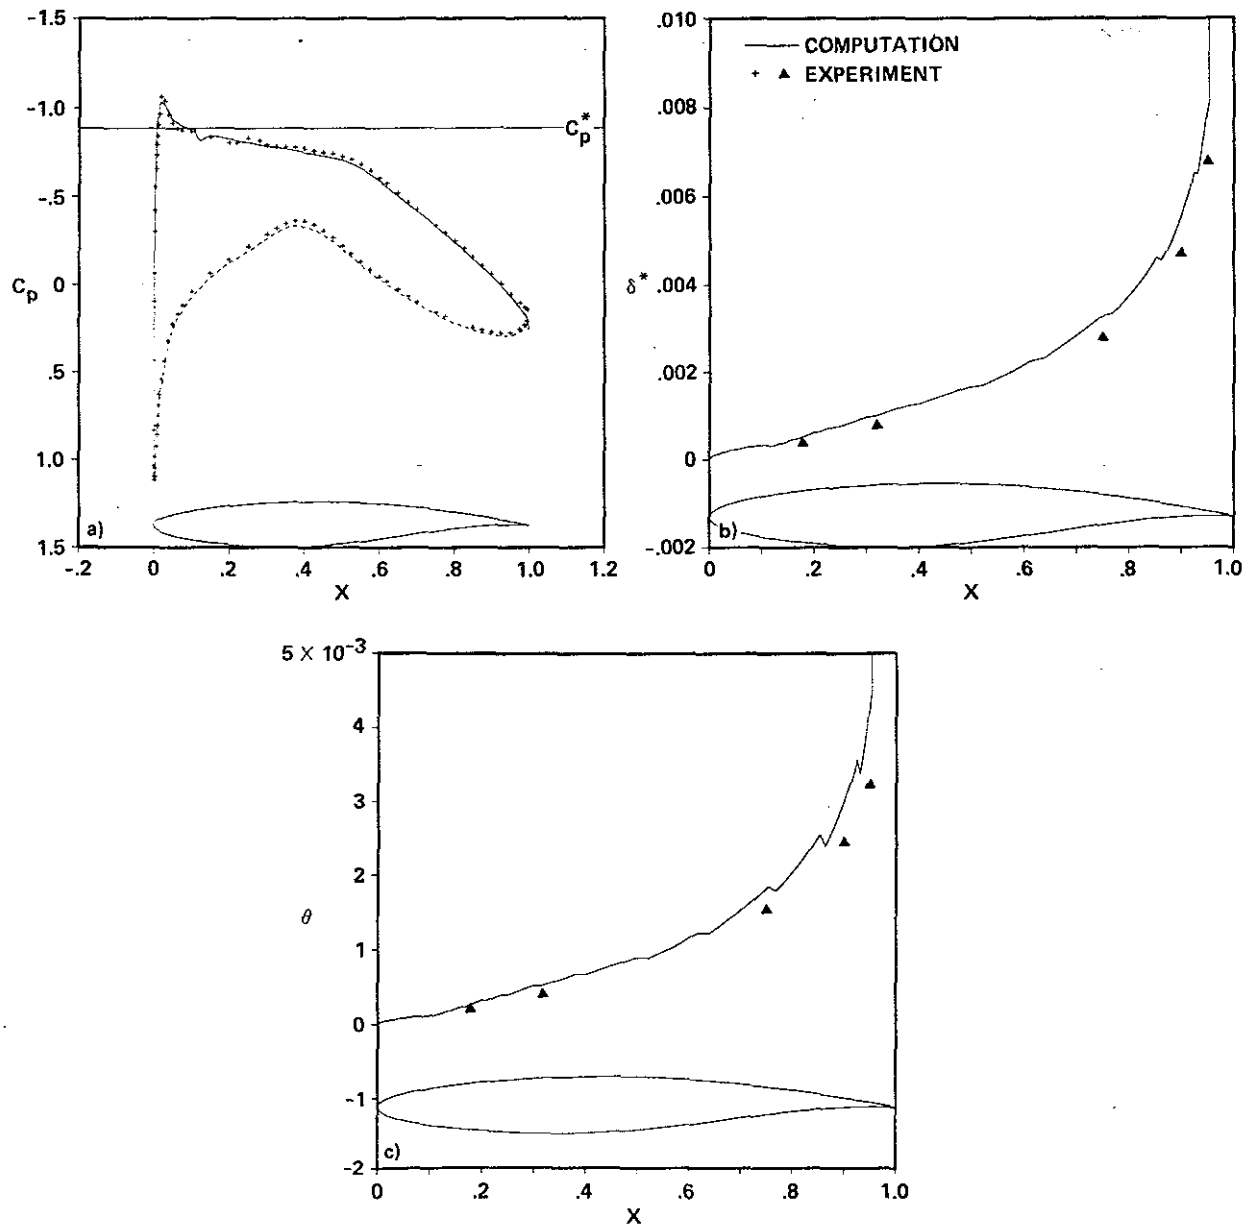 -1.5
-1.0
-.5
C_p 0
.5
1.0
1.5
C_p^*
a)
-.2 0 .2 .4 .6 .8 1.0 1.2
X
.010
.008
.006
δ* .004
.002
0
-.002
COMPUTATION
+ ▲ EXPERIMENT
b)
0 .2 .4 .6 .8 1.0
X
5 X 10⁻³
4
3
2
θ
1
0
-1
-2
c)
0 .2 .4 .6 .8 1.0
X